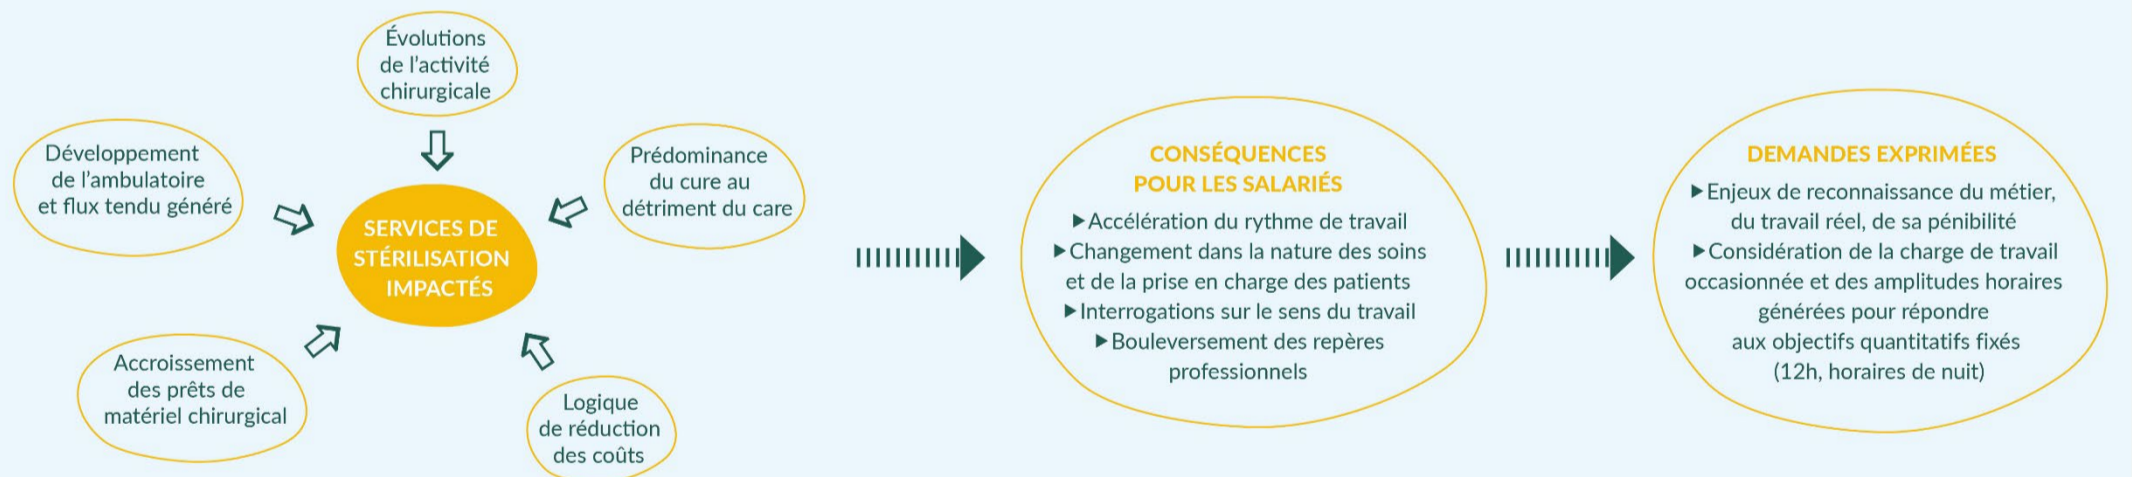 Évolutions
de l'activité
chirurgicale
Développement
de l'ambulatoire
et flux tendu généré
Prédominance
du cure au
détriment du care
SERVICES DE
STÉRILISATION
IMPACTÉS
Accroissement
des prêts de
matériel chirurgical
Logique
de réduction
des coûts
CONSÉQUENCES
POUR LES SALARIÉS
▶Accélération du rythme de travail
▶Changement dans la nature des soins
et de la prise en charge des patients
▶Interrogations sur le sens du travail
▶Bouleversement des repères
professionnels
DEMANDES EXPRIMÉES
▶Enjeux de reconnaissance du métier,
du travail réel, de sa pénibilité
▶Considération de la charge de travail
occasionnée et des amplitudes horaires
générées pour répondre
aux objectifs quantitatifs fixés
(12h, horaires de nuit)